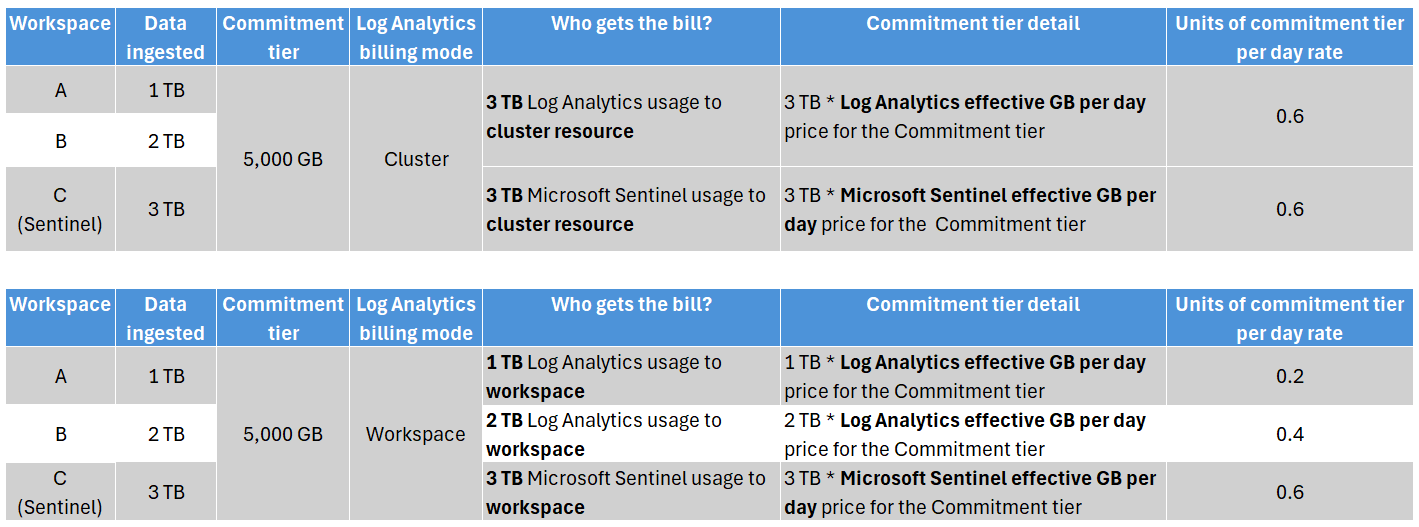 Workspace
Data
ingested
Commitment
tier
Log Analytics
billing mode
Who gets the bill?
Commitment tier detail
Units of commitment tier
per day rate
A
1 TB
B
2 TB
C
(Sentinel)
3 TB
5,000 GB
Cluster
3 TB Log Analytics usage to
cluster resource
3 TB * Log Analytics effective GB per day
price for the Commitment tier
0.6
3 TB Microsoft Sentinel usage to
cluster resource
3 TB * Microsoft Sentinel effective GB per
day price for the Commitment tier
0.6
Workspace
Data
ingested
Commitment
tier
Log Analytics
billing mode
Who gets the bill?
Commitment tier detail
Units of commitment tier
per day rate
A
1 TB
1 TB Log Analytics usage to
workspace
1 TB * Log Analytics effective GB per day
price for the Commitment tier
0.2
B
2 TB
5,000 GB
Workspace
2 TB Log Analytics usage to
workspace
2 TB * Log Analytics effective GB per day
price for the Commitment tier
0.4
C
(Sentinel)
3 TB
3 TB Microsoft Sentinel usage to
workspace
3 TB * Microsoft Sentinel effective GB per
day price for the Commitment tier
0.6